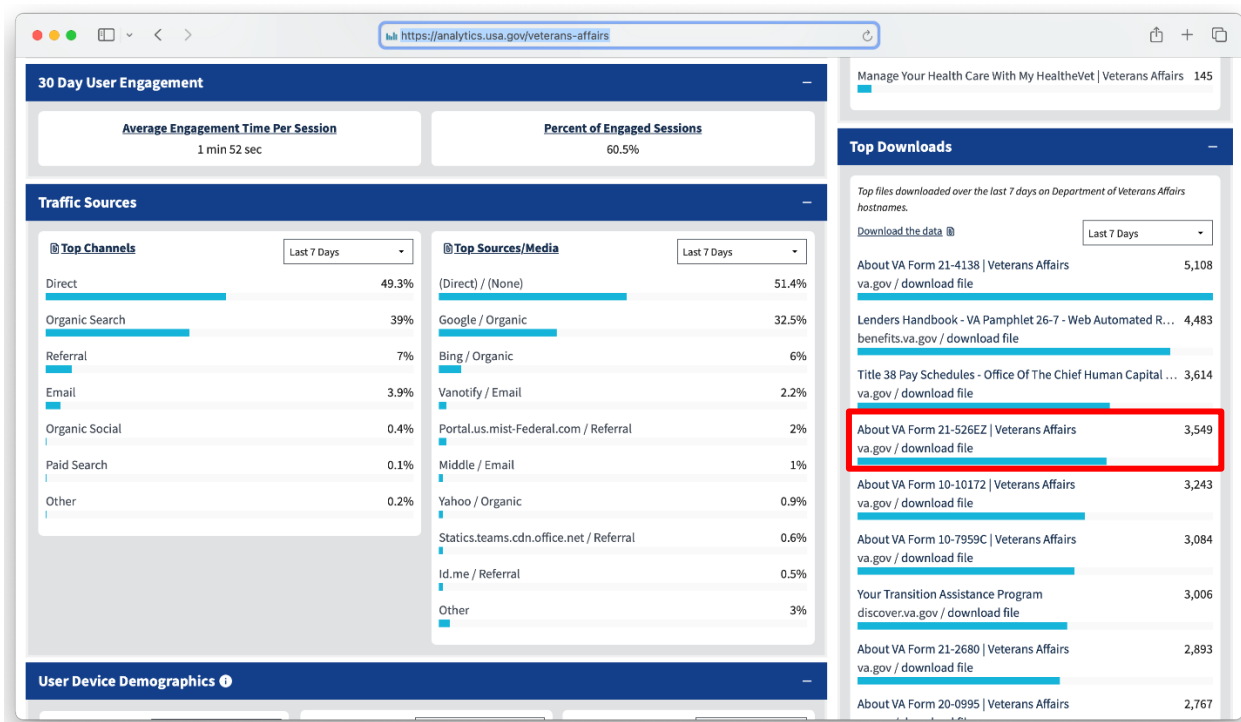 https://analytics.usa.gov/veterans-affairs
30 Day User Engagement
Average Engagement Time Per Session
1 min 52 sec
Percent of Engaged Sessions
60.5%
Traffic Sources
Top Channels
Last 7 Days
Direct 49.3%
Organic Search 39%
Referral 7%
Email 3.9%
Organic Social 0.4%
Paid Search 0.1%
Other 0.2%
Top Sources/Media
Last 7 Days
(Direct) / (None) 51.4%
Google / Organic 32.5%
Bing / Organic 6%
Vanotify / Email 2.2%
Portal.us.mist-Federal.com / Referral 2%
Middle / Email 1%
Yahoo / Organic 0.9%
Statics.teams.cdn.office.net / Referral 0.6%
Id.me / Referral 0.5%
Other 3%
User Device Demographics
Manage Your Health Care With My HealtheVet | Veterans Affairs 145
Top Downloads
Top files downloaded over the last 7 days on Department of Veterans Affairs
hostnames.
Download the data
Last 7 Days
About VA Form 21-4138 | Veterans Affairs 5,108
va.gov / download file
Lenders Handbook - VA Pamphlet 26-7 - Web Automated R... 4,483
benefits.va.gov / download file
Title 38 Pay Schedules - Office Of The Chief Human Capital ... 3,614
va.gov / download file
About VA Form 21-526EZ | Veterans Affairs 3,549
va.gov / download file
About VA Form 10-10172 | Veterans Affairs 3,243
va.gov / download file
About VA Form 10-7959C | Veterans Affairs 3,084
va.gov / download file
Your Transition Assistance Program 3,006
discover.va.gov / download file
About VA Form 21-2680 | Veterans Affairs 2,893
va.gov / download file
About VA Form 20-0995 | Veterans Affairs 2,767